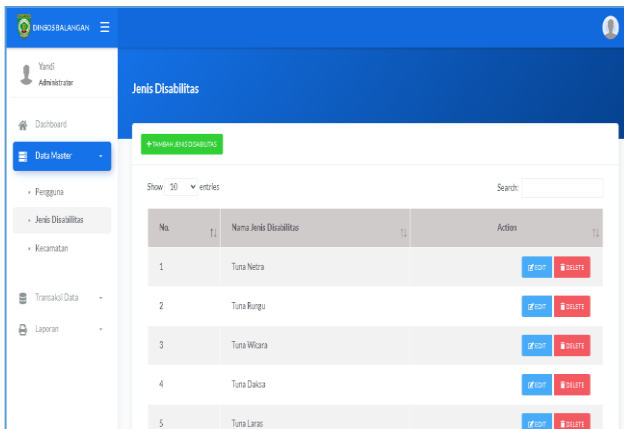 DINSOS BALANGAN
Yandi
Administrator
Dashboard
Data Master
Pengguna
Jenis Disabilitas
Kecamatan
Transaksi Data
Laporan
Jenis Disabilitas
+ TAMBAH JENIS DISABILITAS
Show 10 entries
Search:
No. Nama Jenis Disabilitas Action
1 Tuna Netra EDIT DELETE
2 Tuna Rungu EDIT DELETE
3 Tuna Wicara EDIT DELETE
4 Tuna Daksa EDIT DELETE
5 Tuna Laras EDIT DELETE